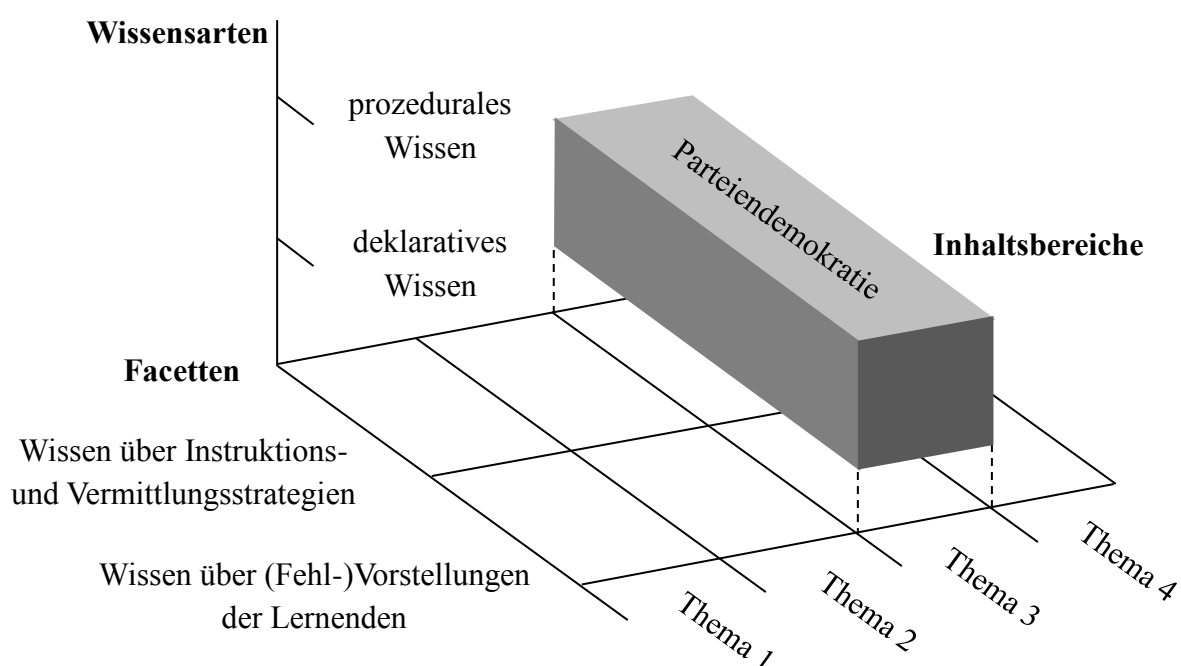 Wissensarten
prozedurales
Wissen
Parteiendemokratie
deklaratives
Wissen
Inhaltsbereiche
Facetten
Wissen über Instruktions-
und Vermittlungsstrategien
Wissen über (Fehl-)Vorstellungen
der Lernenden
Thema 1
Thema 2
Thema 3
Thema 4